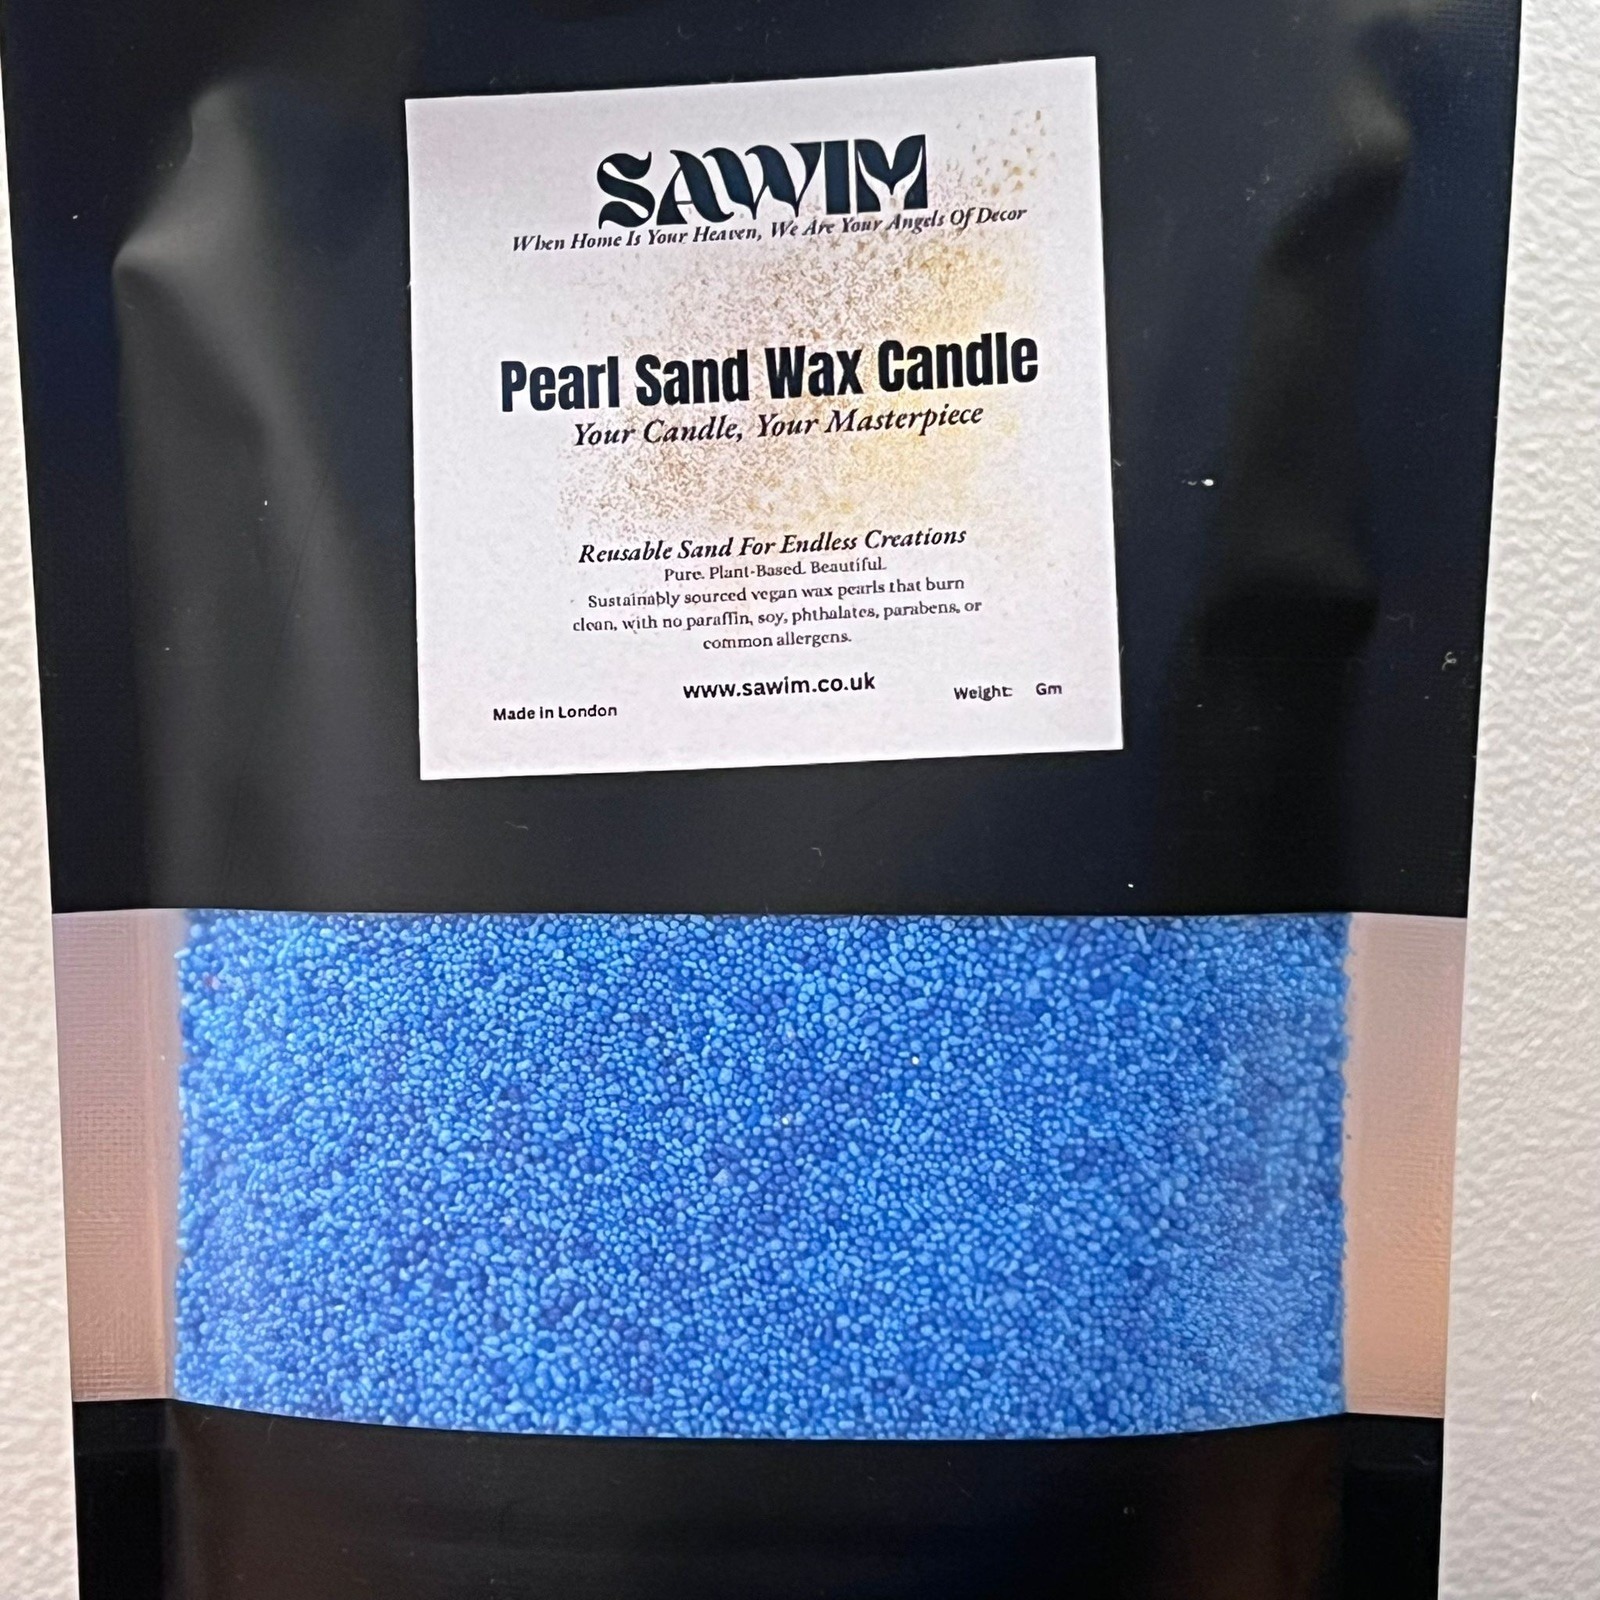 SAWIM
When Home Is Your Heaven, We Are Your Angels Of Decor
Pearl Sand Wax Candle
Your Candle, Your Masterpiece
Reusable Sand For Endless Creations
Pure. Plant-Based. Beautiful.
Sustainably sourced vegan wax pearls that burn
clean, with no paraffin, soy, phthalates, parabens, or
common allergens.
www.sawim.co.uk
Made in London
Weight: Gm